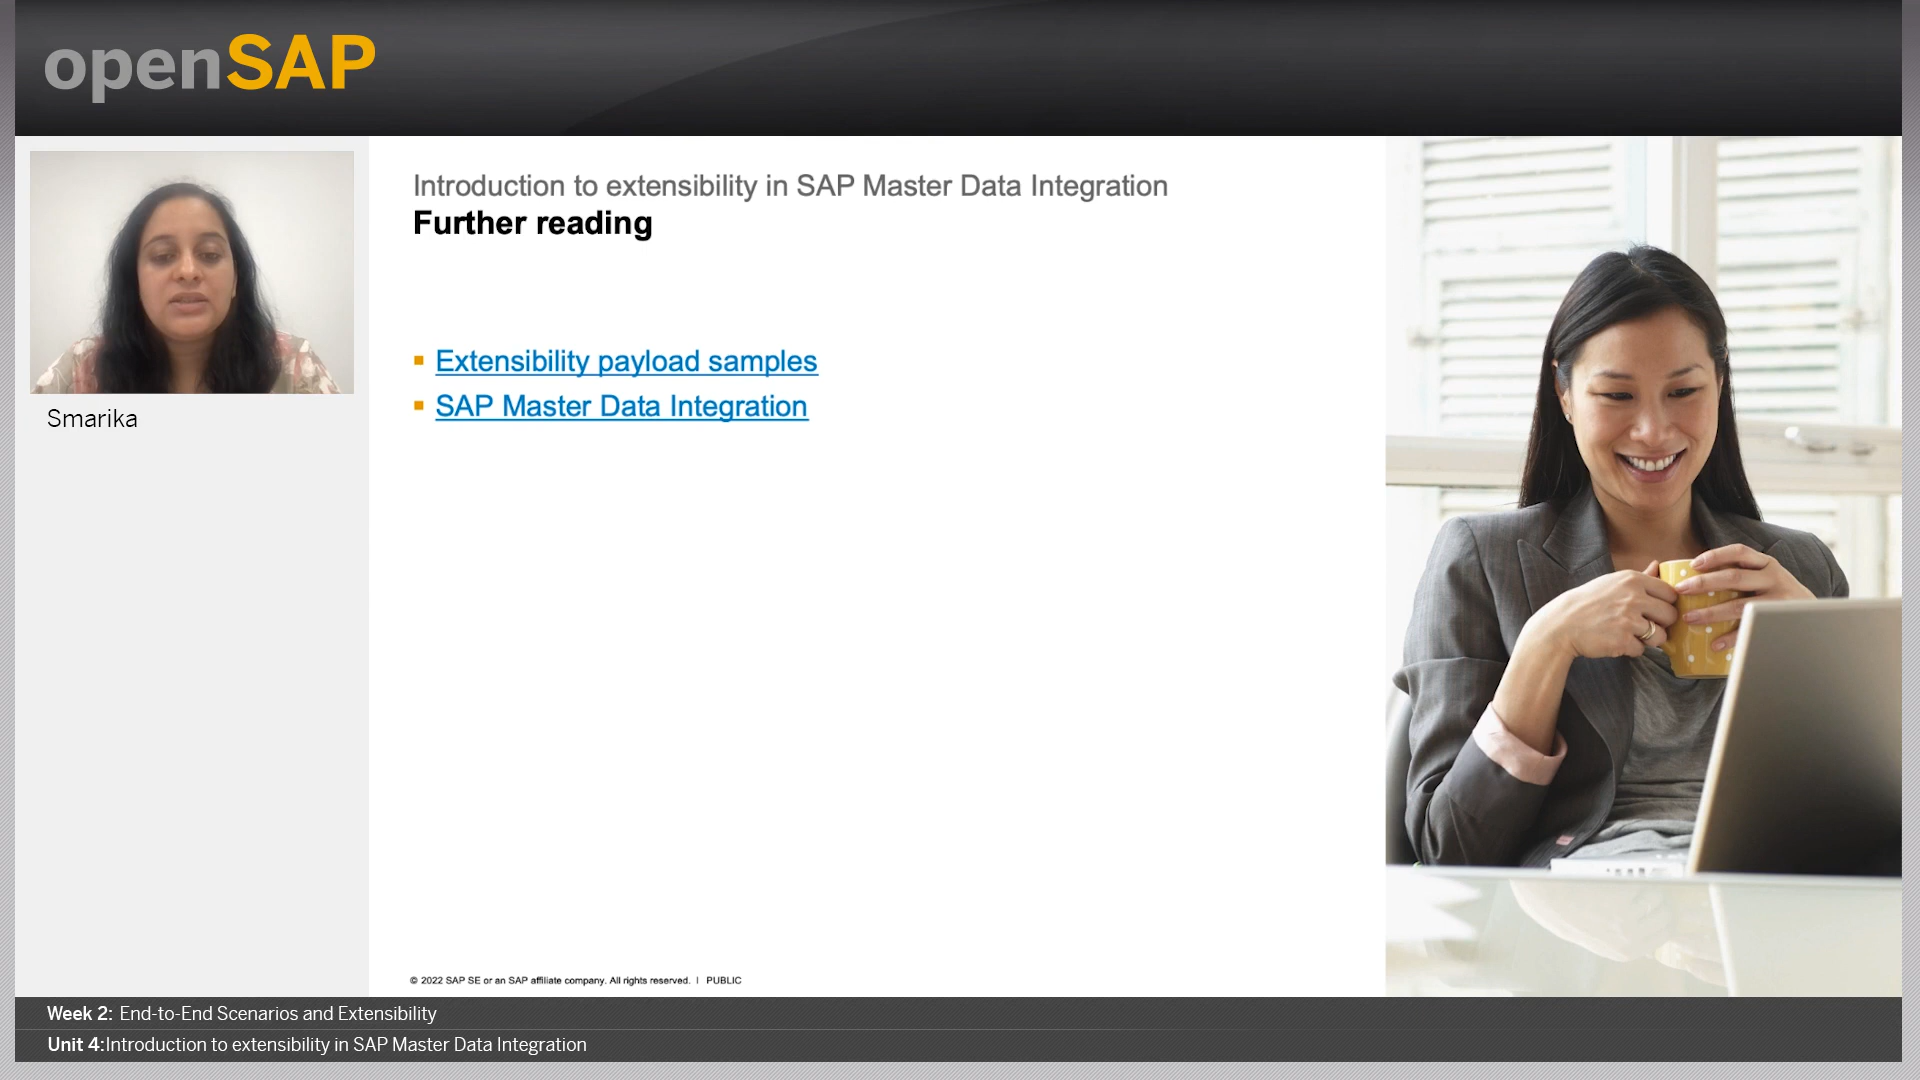 openSAP
Smarika
Introduction to extensibility in SAP Master Data Integration
Further reading
▪ Extensibility payload samples
▪ SAP Master Data Integration
© 2022 SAP SE or an SAP affiliate company. All rights reserved. | PUBLIC
Week 2: End-to-End Scenarios and Extensibility
Unit 4:Introduction to extensibility in SAP Master Data Integration